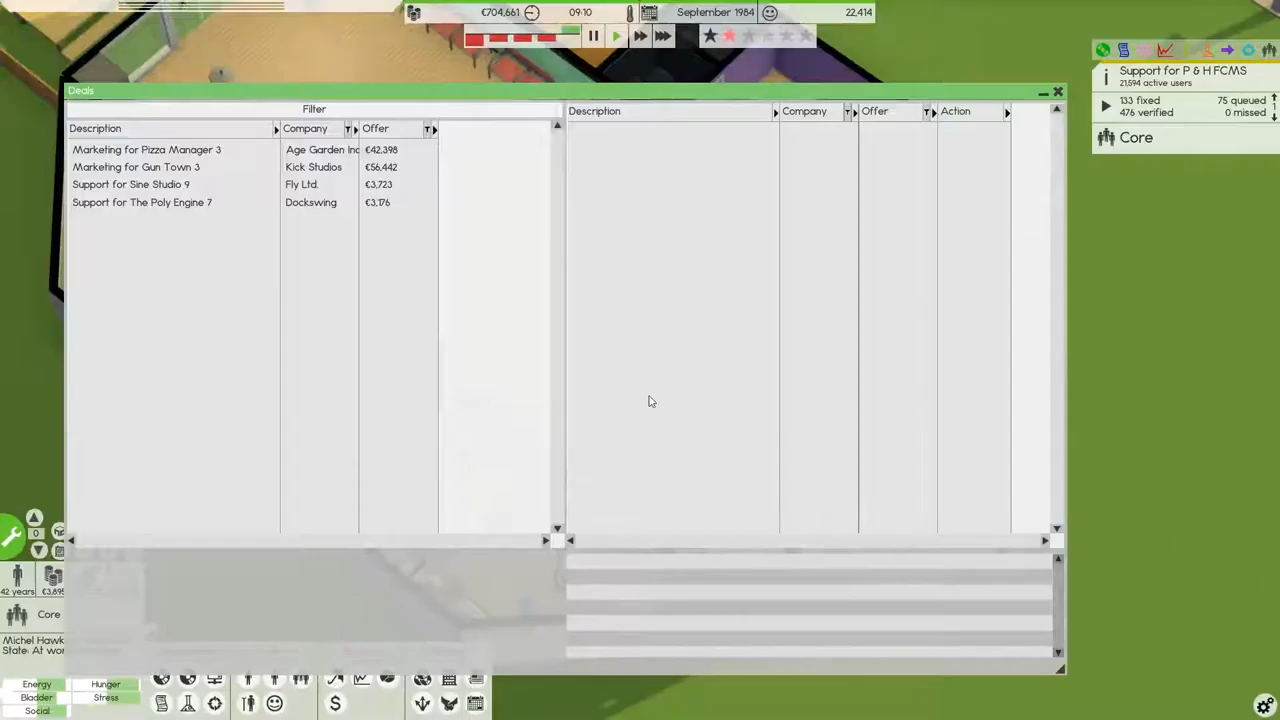 €704,661 09:10 September 1984 22,414
Support for P & H FCMS
21,594 active users
133 fixed 75 queued
476 verified 0 missed
Core
Deals
Filter
Description Company Offer
Marketing for Pizza Manager 3 Age Garden Inc €42,398
Marketing for Gun Town 3 Kick Studios €56,442
Support for Sine Studio 9 Fly Ltd. €3,723
Support for The Poly Engine 7 Dockswing €3,176
Description Company Offer Action
0
42 years €3,895
Core
Michel Hawk
State: At wor
Energy Hunger
Bladder Stress
Social
$